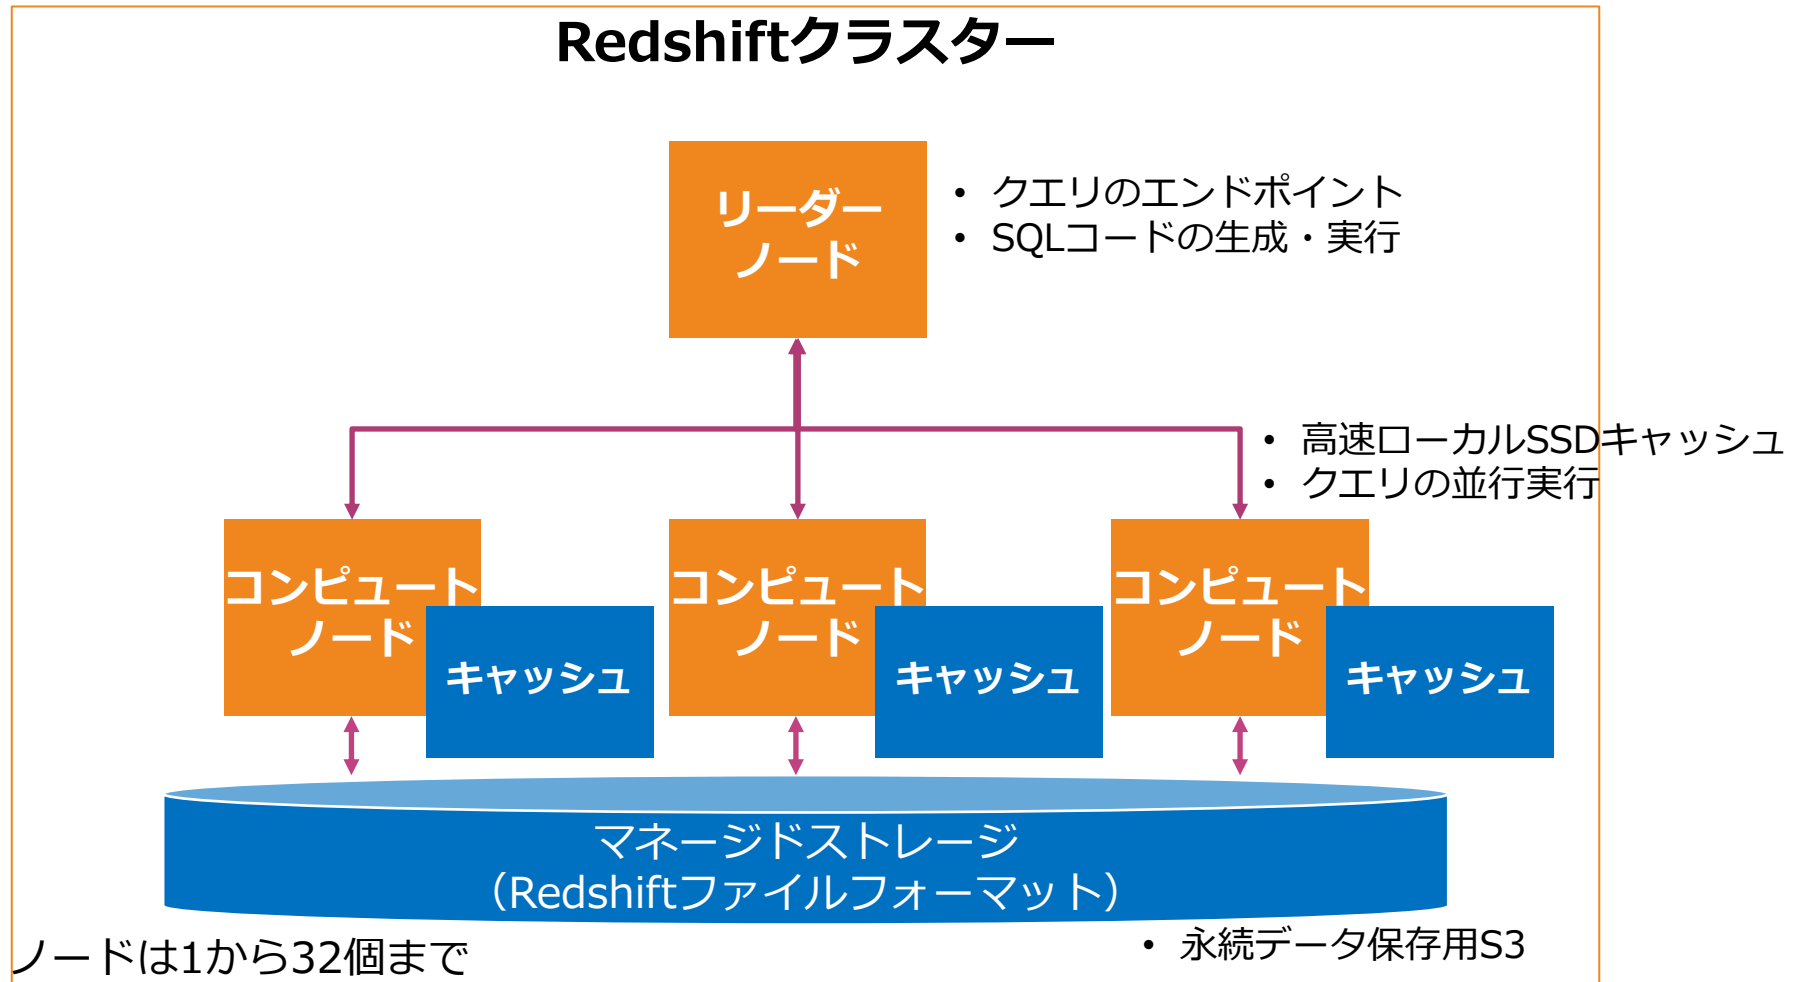 Redshiftクラスター
リーダー
ノード
• クエリのエンドポイント
• SQLコードの生成・実行
• 高速ローカルSSDキャッシュ
• クエリの並行実行
コンピュート
ノード
キャッシュ
コンピュート
ノード
キャッシュ
コンピュート
ノード
キャッシュ
マネージドストレージ
（Redshiftファイルフォーマット）
• 永続データ保存用S3
ノードは1から32個まで